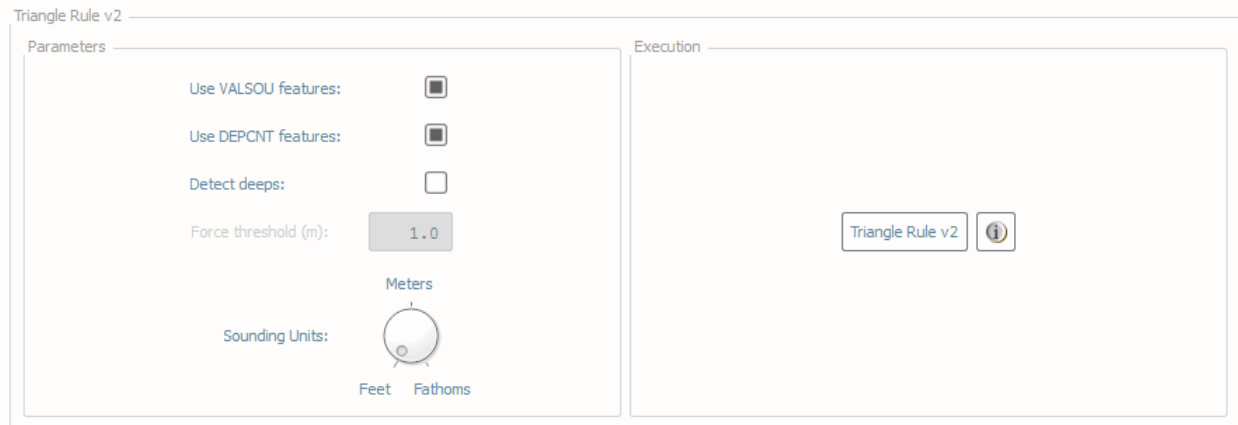 Triangle Rule v2
Parameters
Use VALSOU features:
Use DEPCNT features:
Detect deeps:
Force threshold (m): 1.0
Meters
Sounding Units:
Feet Fathoms
Execution
Triangle Rule v2